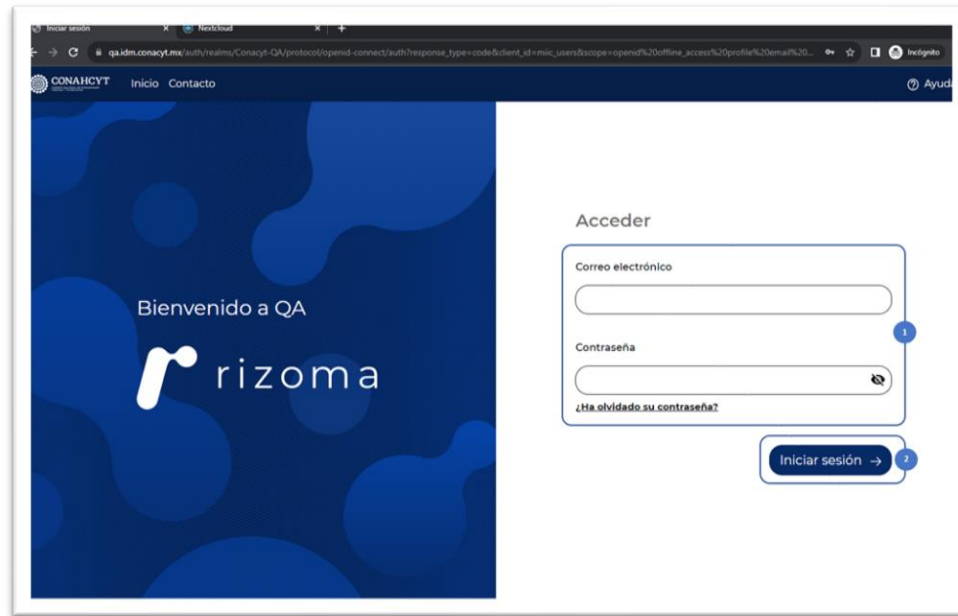 Iniciar sesión Nextcloud
qa.idm.conacyt.mx/auth/realms/Conacyt-QA/protocol/openid-connect/auth?response_type=code&client_id=miic_users&scope=openid%20offline_access%20profile%20email%20... Incógnito
CONAHCYT Inicio Contacto Ayuda
Acceder
Correo electrónico
Bienvenido a QA
1
Contraseña
rizoma
¿Ha olvidado su contraseña?
Iniciar sesión → 2